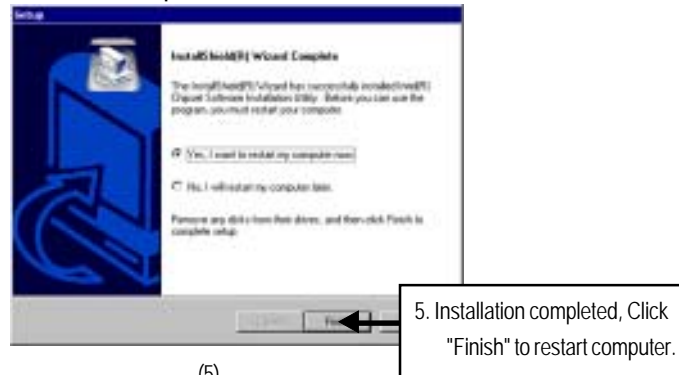 Setup
InstallShield(R) Wizard Complete
The InstallShield(R) Wizard has successfully installed Intel(R)
Chipset Software Installation Utility. Before you can use the
program, you must restart your computer.
Yes, I want to restart my computer now.
No, I will restart my computer later.
Remove any disks from their drives, and then click Finish to
complete setup.
5. Installation completed, Click
"Finish" to restart computer.
(5)